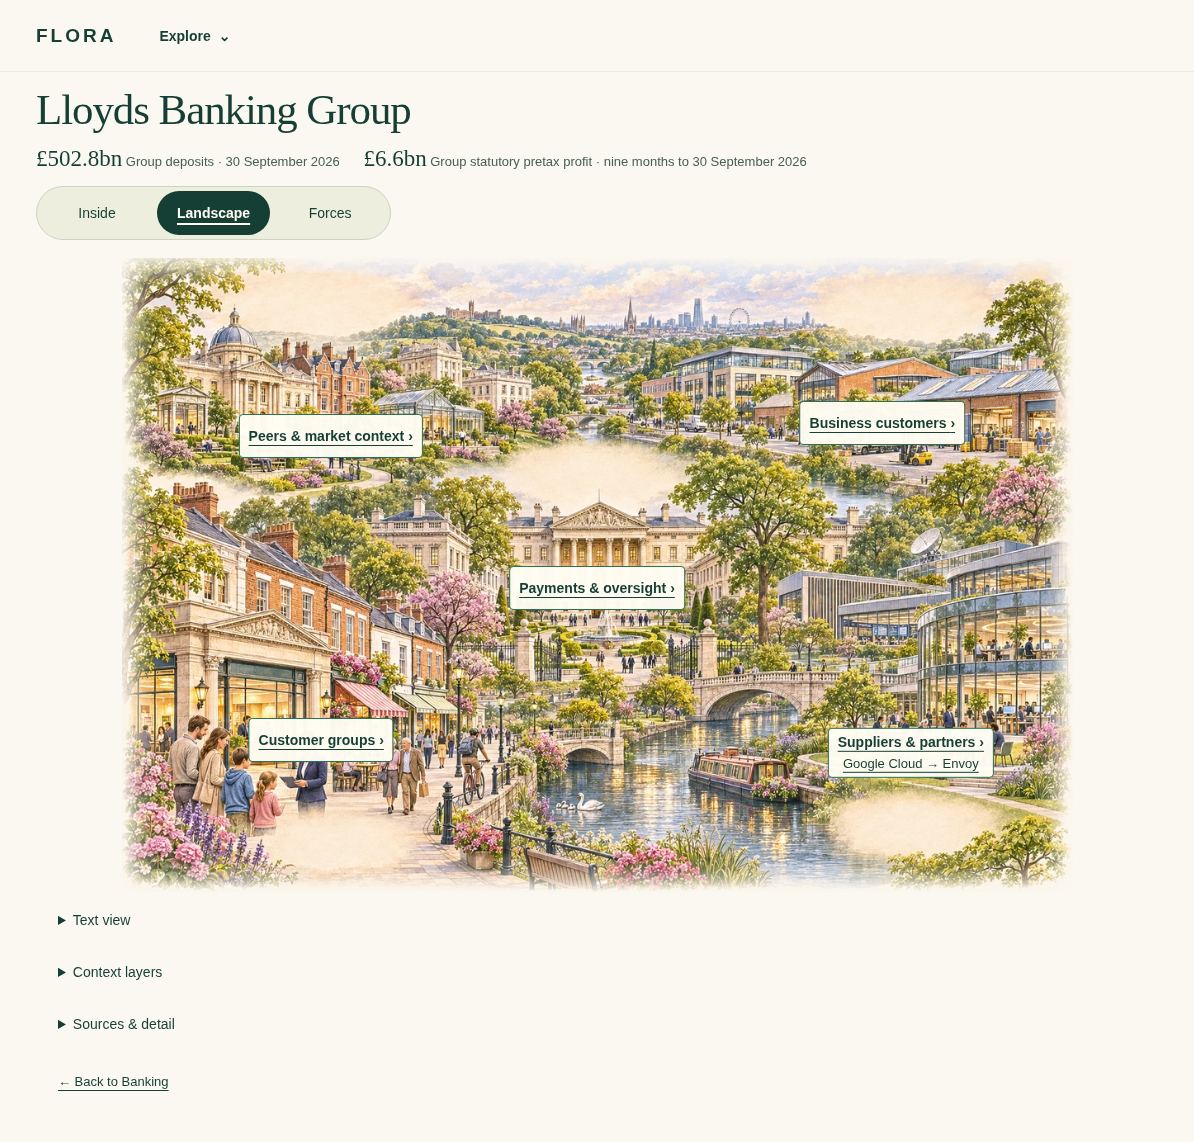 FLORA
Explore ⌄
Lloyds Banking Group
£502.8bn Group deposits · 30 September 2026 £6.6bn Group statutory pretax profit · nine months to 30 September 2026
Inside Landscape Forces
Peers & market context ›
Business customers ›
Payments & oversight ›
Customer groups ›
Suppliers & partners ›
Google Cloud → Envoy
▶ Text view
▶ Context layers
▶ Sources & detail
← Back to Banking